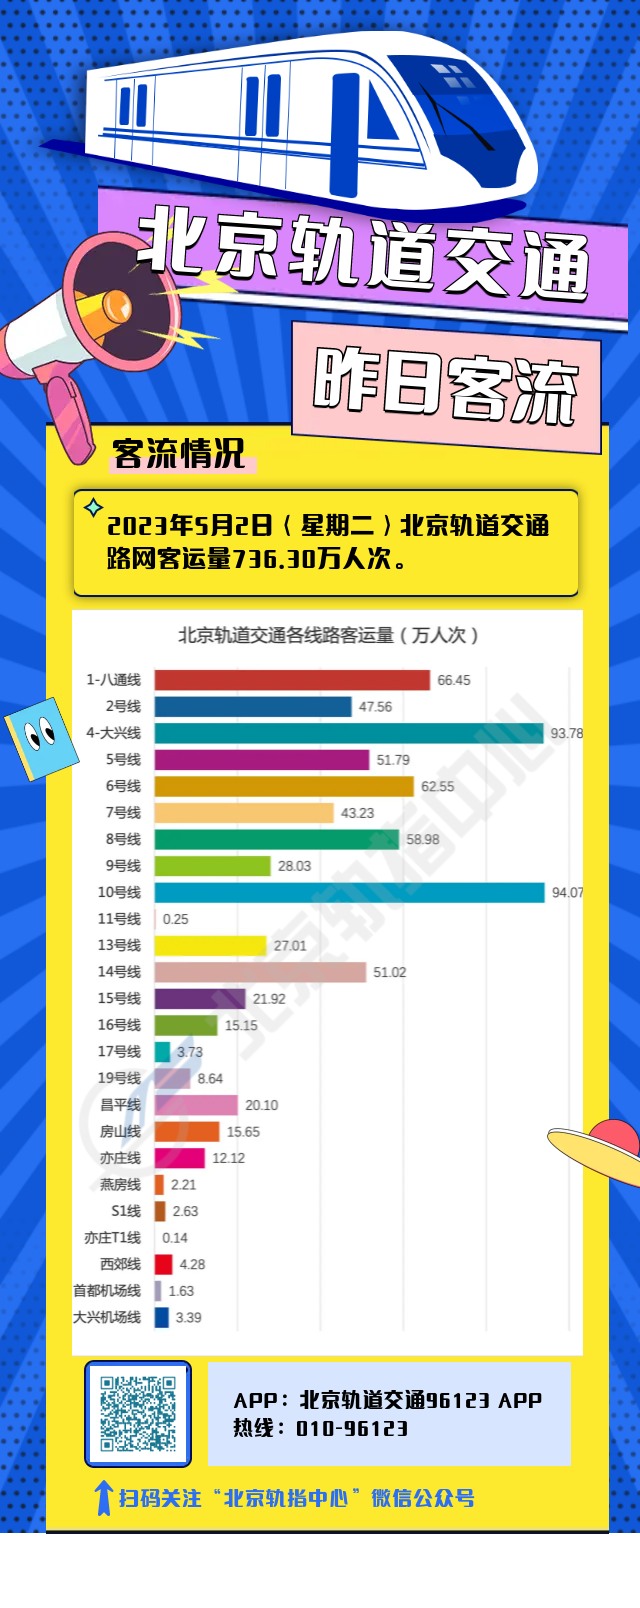 北京轨道交通
昨日客流
客流情况
2023年5月2日（星期二）北京轨道交通
路网客运量736.30万人次。
北京轨道交通各线路客运量（万人次）
1-八通线 66.45
2号线 47.56
4-大兴线 93.78
5号线 51.79
6号线 62.55
7号线 43.23
8号线 58.98
9号线 28.03
10号线 94.07
11号线 0.25
13号线 27.01
14号线 51.02
15号线 21.92
16号线 15.15
17号线 3.73
19号线 8.64
昌平线 20.10
房山线 15.65
亦庄线 12.12
燕房线 2.21
S1线 2.63
亦庄T1线 0.14
西郊线 4.28
首都机场线 1.63
大兴机场线 3.39
北京轨指中心
APP：北京轨道交通96123 APP
热线：010-96123
扫码关注“北京轨指中心”微信公众号